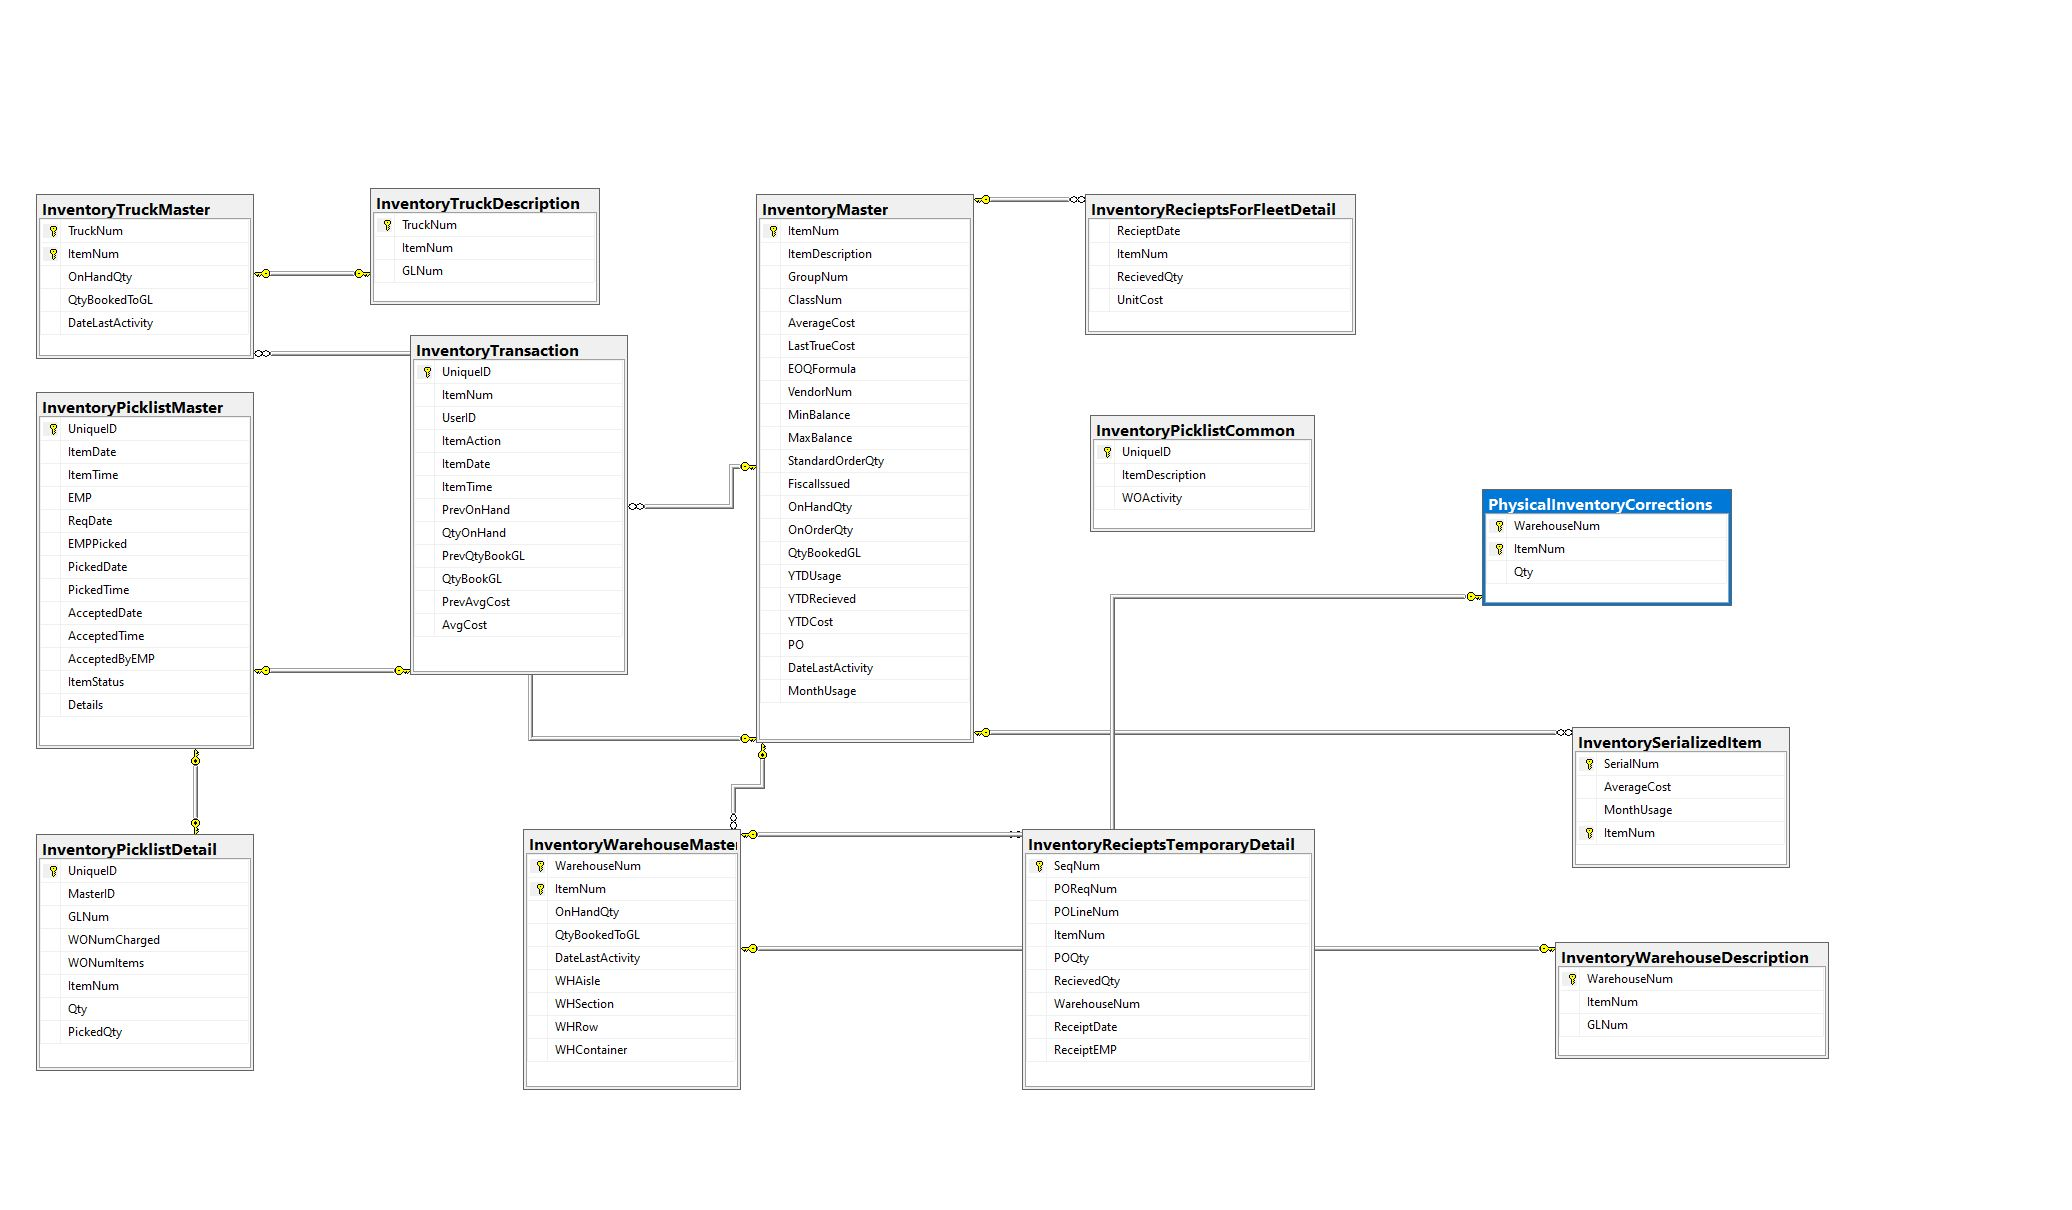 InventoryTruckMaster
TruckNum
ItemNum
OnHandQty
QtyBookedToGL
DateLastActivity
InventoryTruckDescription
TruckNum
ItemNum
GLNum
InventoryTransaction
UniqueID
ItemNum
UserID
ItemAction
ItemDate
ItemTime
PrevOnHand
QtyOnHand
PrevQtyBookGL
QtyBookGL
PrevAvgCost
AvgCost
InventoryPicklistMaster
UniqueID
ItemDate
ItemTime
EMP
ReqDate
EMPPicked
PickedDate
PickedTime
AcceptedDate
AcceptedTime
AcceptedByEMP
ItemStatus
Details
InventoryPicklistDetail
UniqueID
MasterID
GLNum
WONumCharged
WONumItems
ItemNum
Qty
PickedQty
InventoryMaster
ItemNum
ItemDescription
GroupNum
ClassNum
AverageCost
LastTrueCost
EOQFormula
VendorNum
MinBalance
MaxBalance
StandardOrderQty
FiscalIssued
OnHandQty
OnOrderQty
QtyBookedGL
YTDUsage
YTDRecieved
YTDCost
PO
DateLastActivity
MonthUsage
InventoryRecieptsForFleetDetail
RecieptDate
ItemNum
RecievedQty
UnitCost
InventoryPicklistCommon
UniqueID
ItemDescription
WOActivity
PhysicalInventoryCorrections
WarehouseNum
ItemNum
Qty
InventorySerializedItem
SerialNum
AverageCost
MonthUsage
ItemNum
InventoryWarehouseMaster
WarehouseNum
ItemNum
OnHandQty
QtyBookedToGL
DateLastActivity
WHAisle
WHSection
WHRow
WHContainer
InventoryRecieptsTemporaryDetail
SeqNum
POReqNum
POLineNum
ItemNum
POQty
RecievedQty
WarehouseNum
ReceiptDate
ReceiptEMP
InventoryWarehouseDescription
WarehouseNum
ItemNum
GLNum